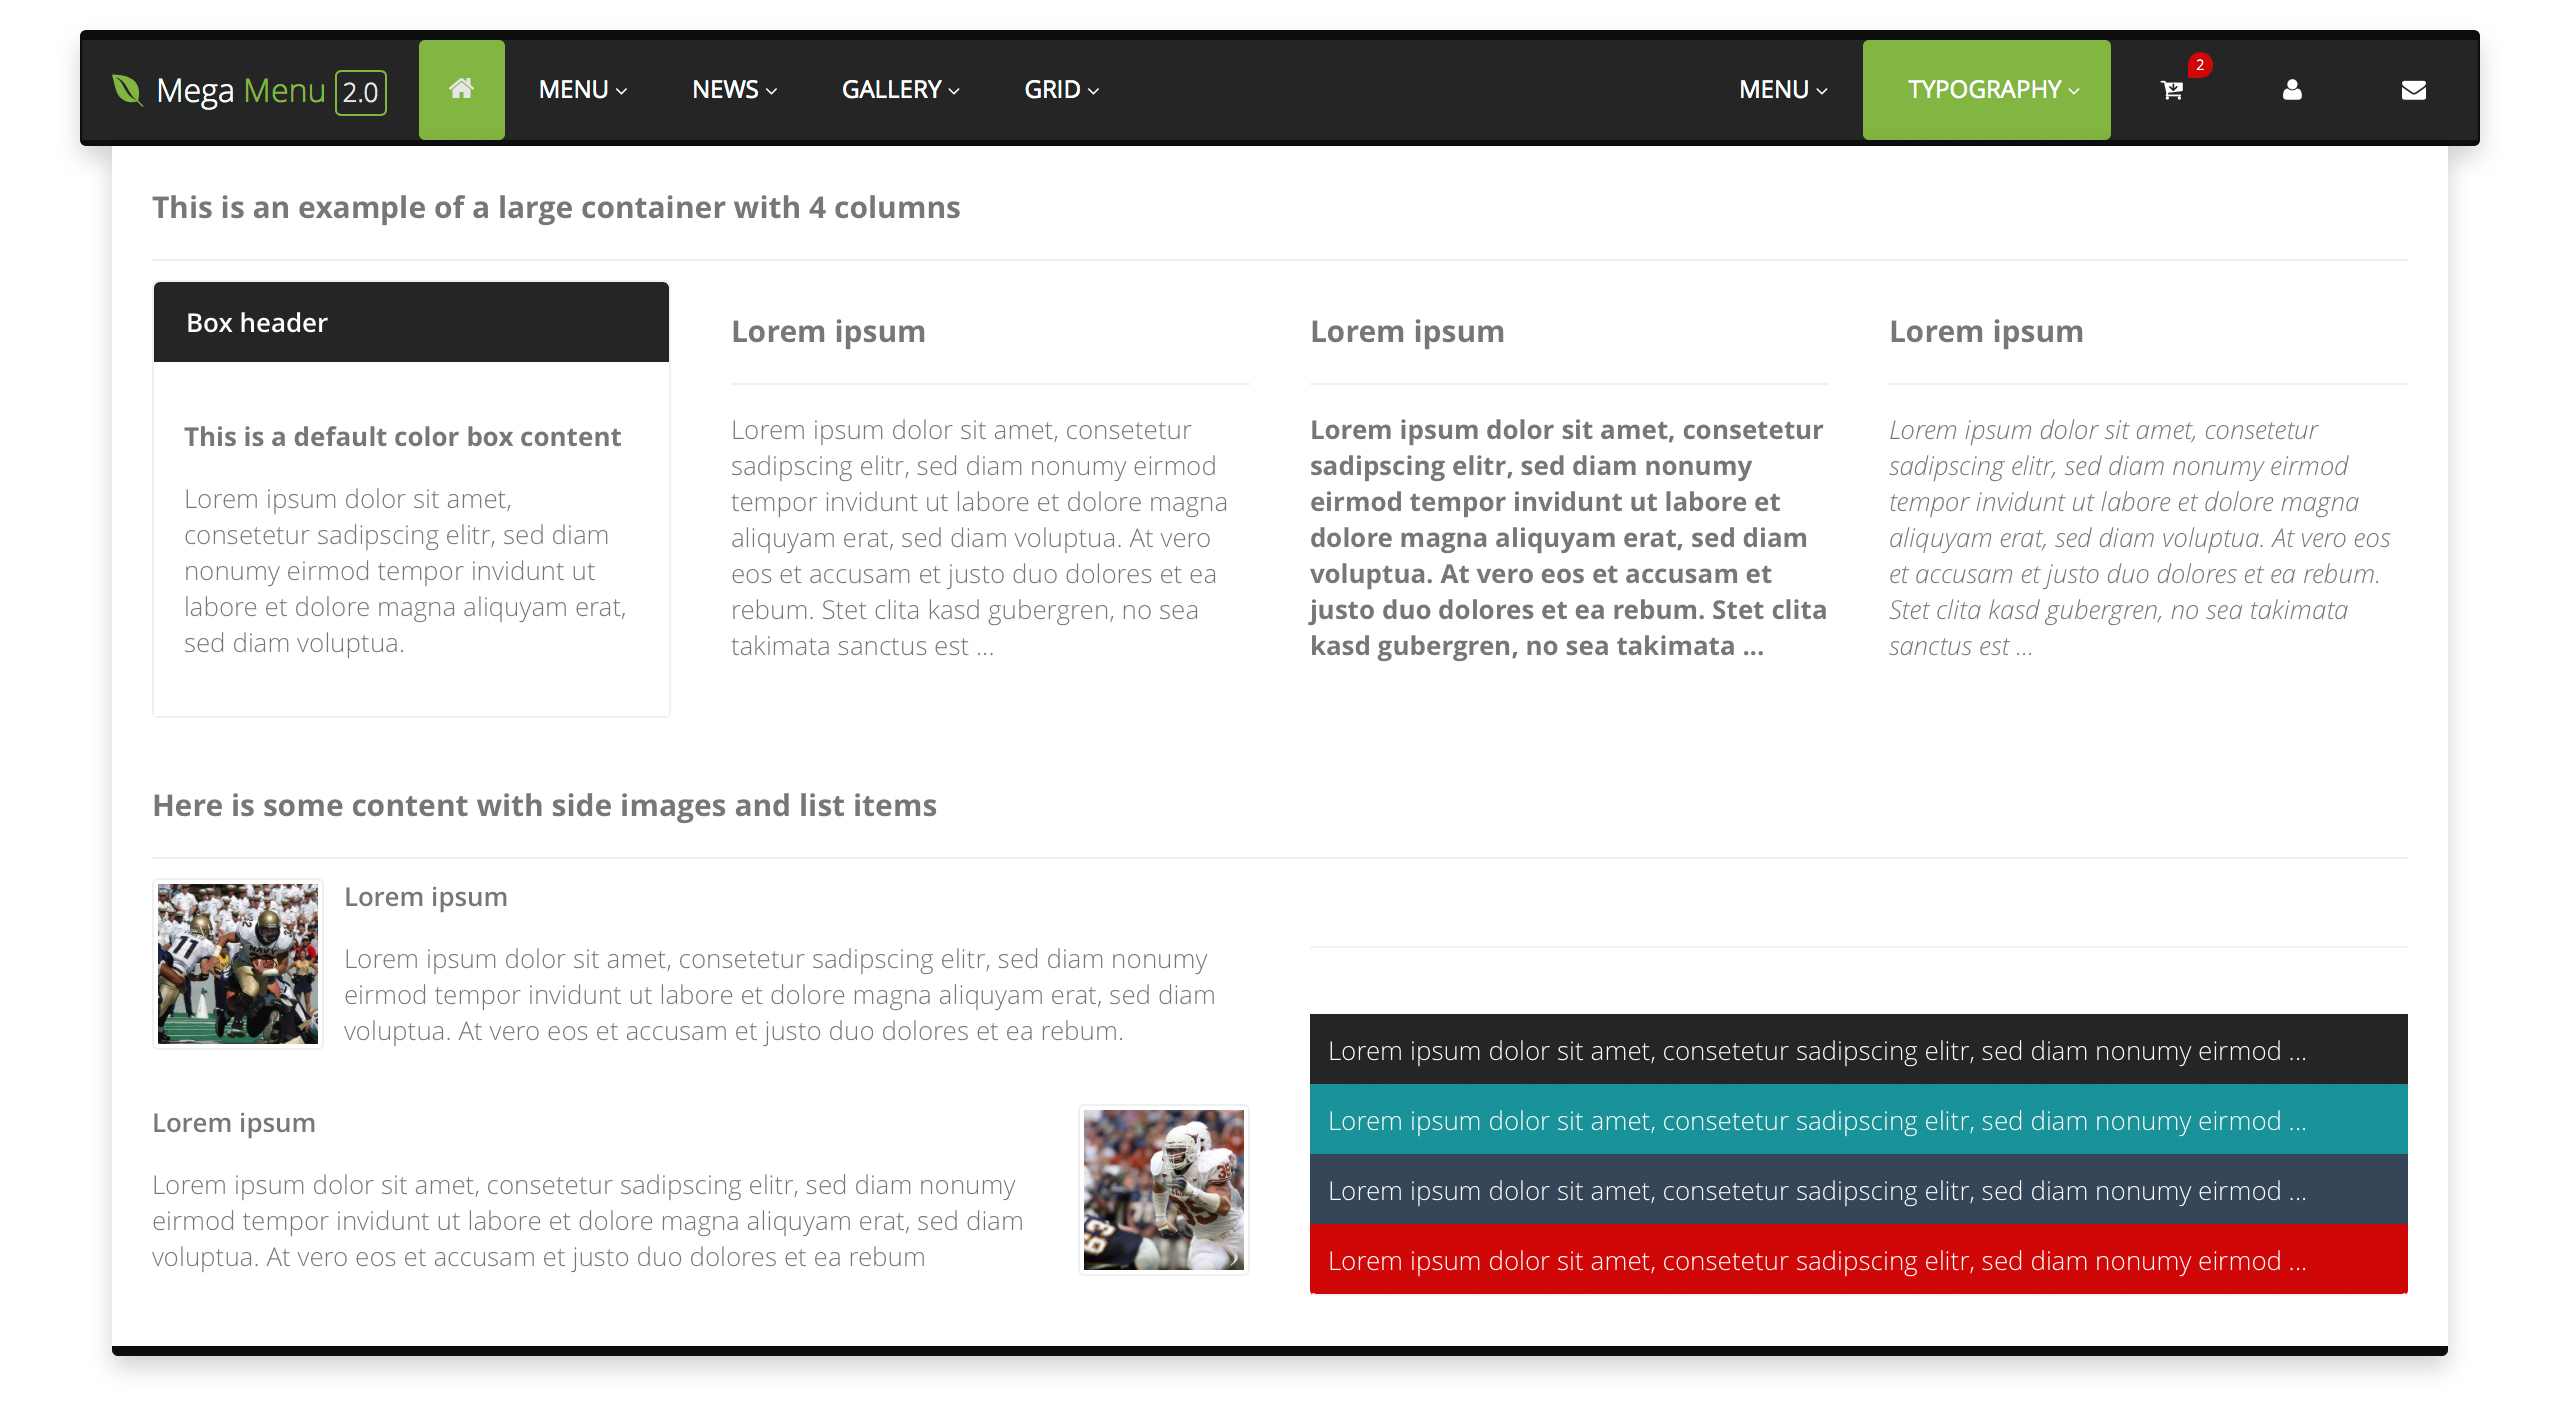 Mega Menu 2.0
MENU
NEWS
GALLERY
GRID
MENU
TYPOGRAPHY
2
This is an example of a large container with 4 columns
Box header
This is a default color box content
Lorem ipsum dolor sit amet,
consetetur sadipscing elitr, sed diam
nonumy eirmod tempor invidunt ut
labore et dolore magna aliquyam erat,
sed diam voluptua.
Lorem ipsum
Lorem ipsum dolor sit amet, consetetur
sadipscing elitr, sed diam nonumy eirmod
tempor invidunt ut labore et dolore magna
aliquyam erat, sed diam voluptua. At vero
eos et accusam et justo duo dolores et ea
rebum. Stet clita kasd gubergren, no sea
takimata sanctus est ...
Lorem ipsum
Lorem ipsum dolor sit amet, consetetur
sadipscing elitr, sed diam nonumy
eirmod tempor invidunt ut labore et
dolore magna aliquyam erat, sed diam
voluptua. At vero eos et accusam et
justo duo dolores et ea rebum. Stet clita
kasd gubergren, no sea takimata ...
Lorem ipsum
Lorem ipsum dolor sit amet, consetetur
sadipscing elitr, sed diam nonumy eirmod
tempor invidunt ut labore et dolore magna
aliquyam erat, sed diam voluptua. At vero eos
et accusam et justo duo dolores et ea rebum.
Stet clita kasd gubergren, no sea takimata
sanctus est ...
Here is some content with side images and list items
11
NAVY
Lorem ipsum
Lorem ipsum dolor sit amet, consetetur sadipscing elitr, sed diam nonumy
eirmod tempor invidunt ut labore et dolore magna aliquyam erat, sed diam
voluptua. At vero eos et accusam et justo duo dolores et ea rebum.
Lorem ipsum
Lorem ipsum dolor sit amet, consetetur sadipscing elitr, sed diam nonumy
eirmod tempor invidunt ut labore et dolore magna aliquyam erat, sed diam
voluptua. At vero eos et accusam et justo duo dolores et ea rebum
63
Lorem ipsum dolor sit amet, consetetur sadipscing elitr, sed diam nonumy eirmod ...
Lorem ipsum dolor sit amet, consetetur sadipscing elitr, sed diam nonumy eirmod ...
Lorem ipsum dolor sit amet, consetetur sadipscing elitr, sed diam nonumy eirmod ...
Lorem ipsum dolor sit amet, consetetur sadipscing elitr, sed diam nonumy eirmod ...